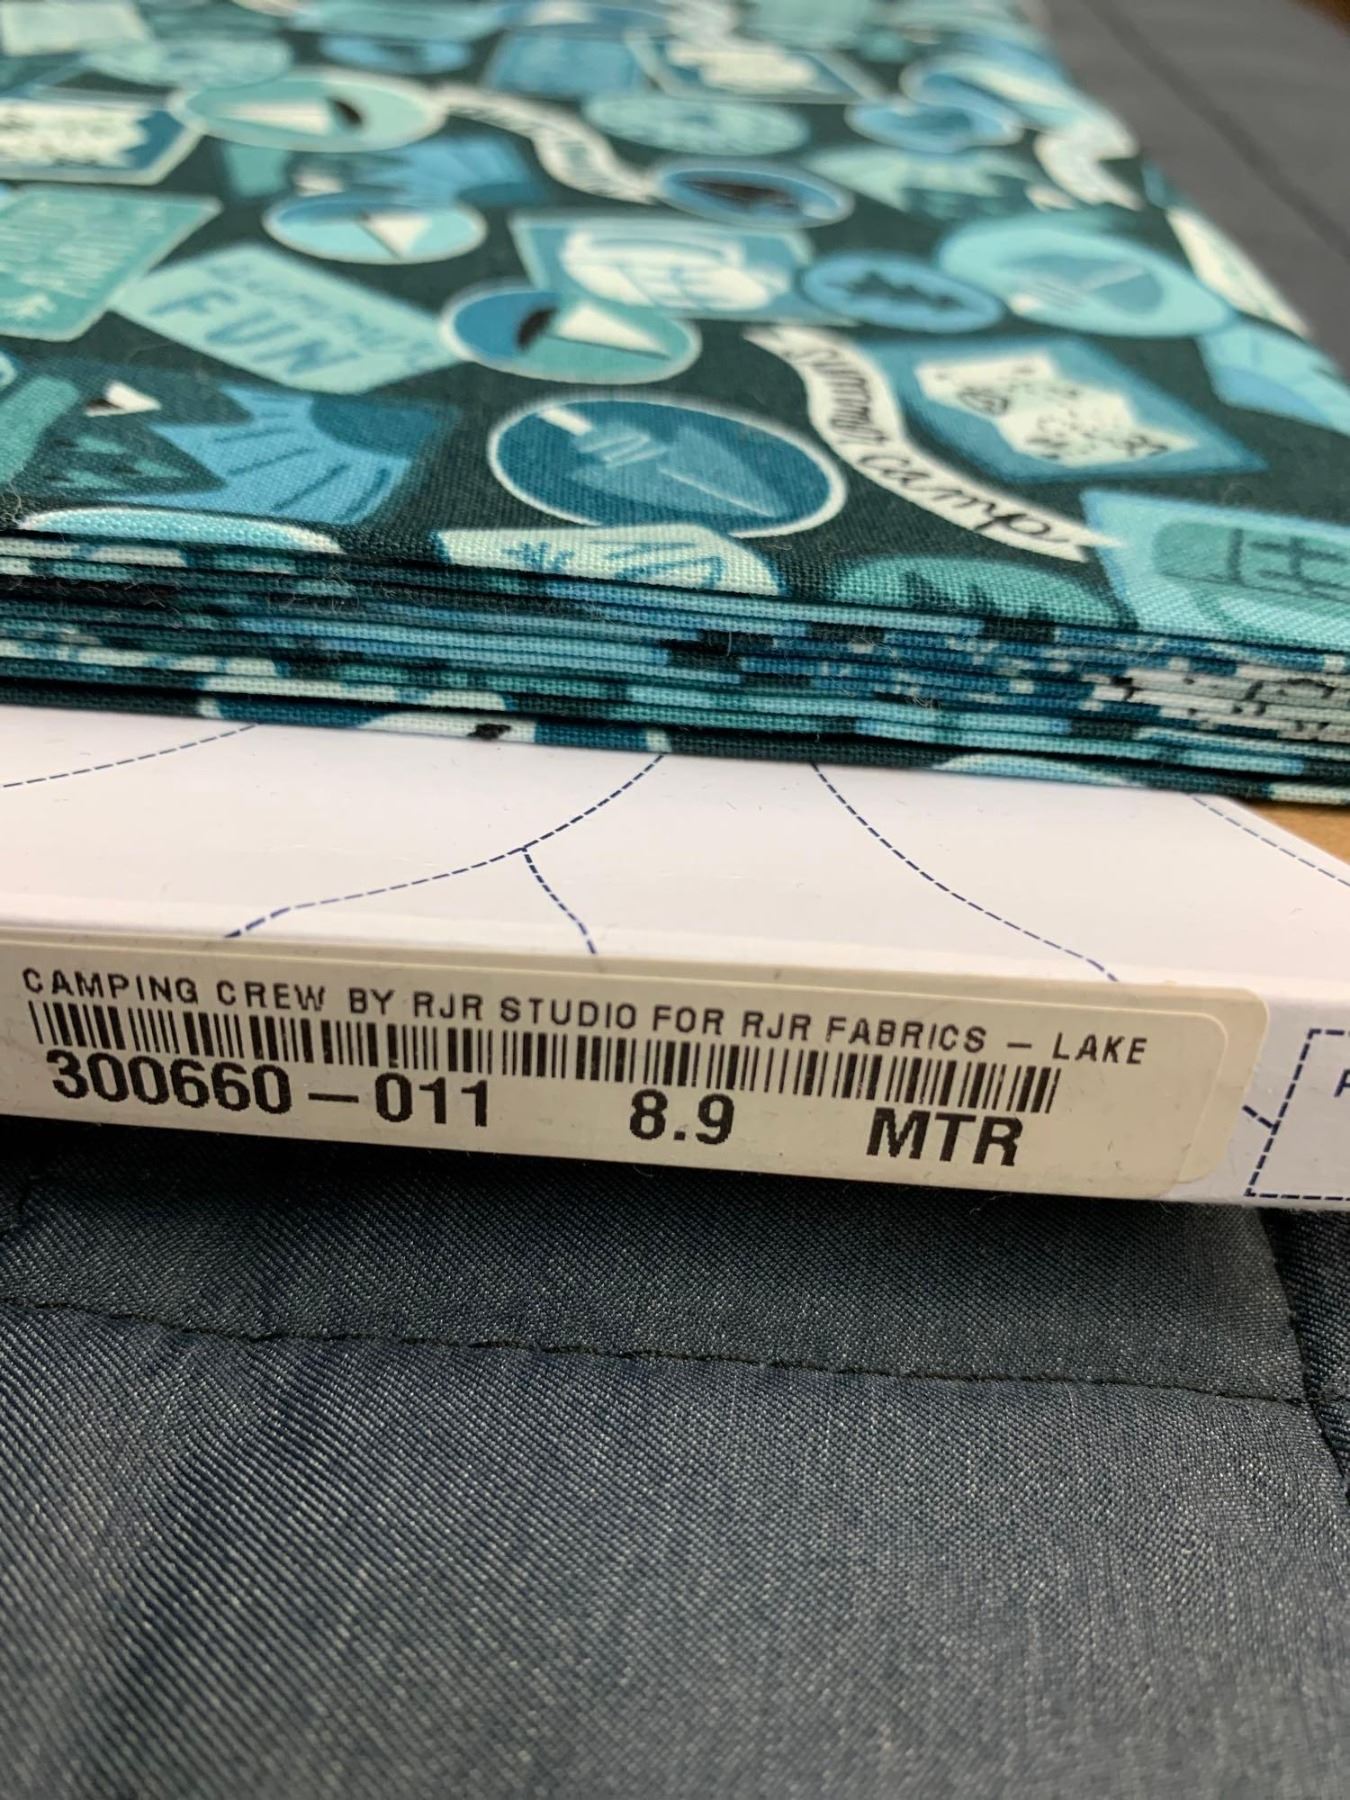 FUN
summer camp
CAMPING CREW BY RJR STUDIO FOR RJR FABRICS – LAKE
300660–011 8.9 MTR